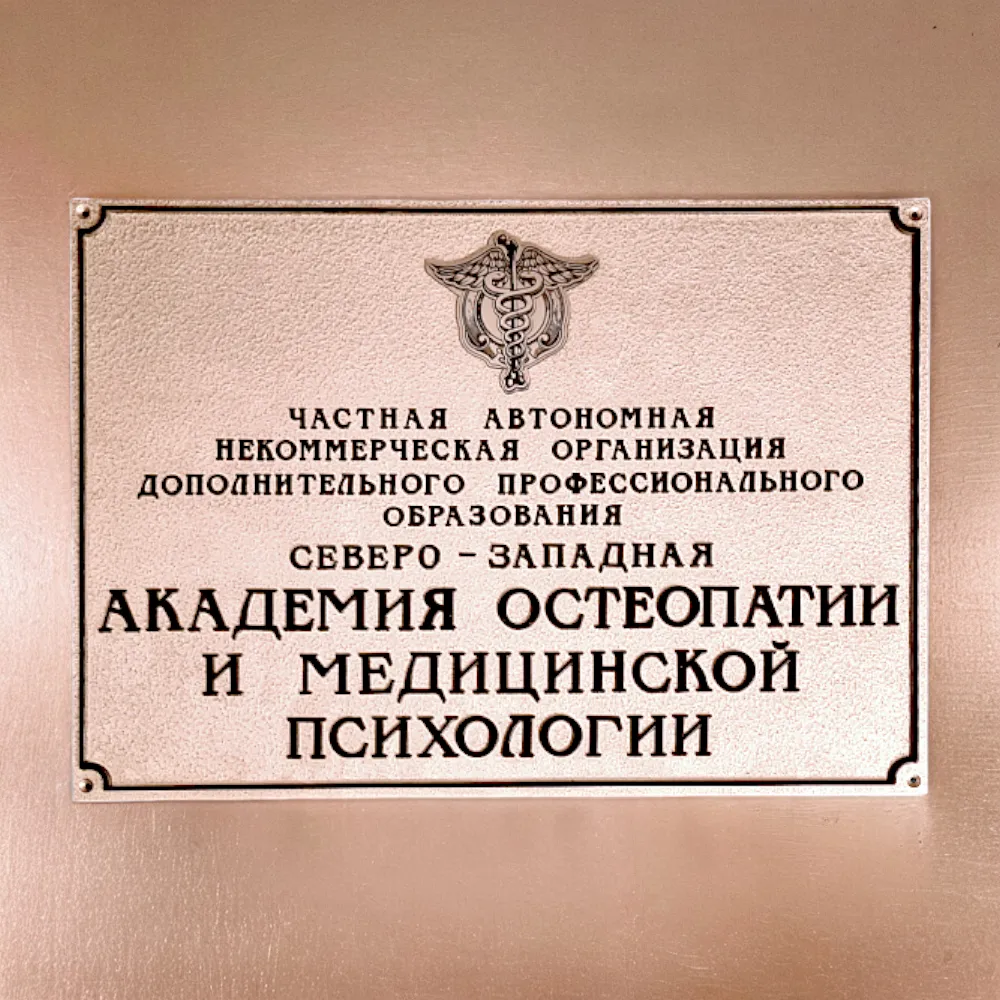 ЧАСТНАЯ АВТОНОМНАЯ
НЕКОММЕРЧЕСКАЯ ОРГАНИЗАЦИЯ
ДОПОЛНИТЕЛЬНОГО ПРОФЕССИОНАЛЬНОГО
ОБРАЗОВАНИЯ
СЕВЕРО - ЗАПАДНАЯ
АКАДЕМИЯ ОСТЕОПАТИИ
И МЕДИЦИНСКОЙ
ПСИХОЛОГИИ